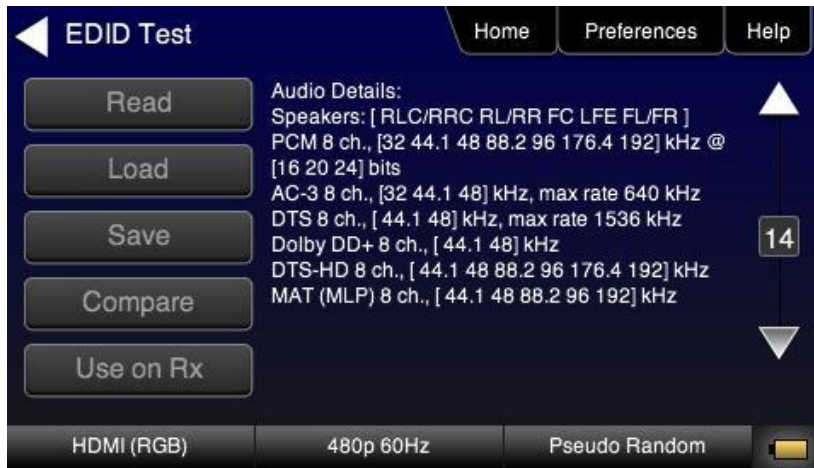 EDID Test
Home
Preferences
Help
Read
Load
Save
Compare
Use on Rx
Audio Details:
Speakers: [ RLC/RRC RL/RR FC LFE FL/FR ]
PCM 8 ch., [32 44.1 48 88.2 96 176.4 192] kHz @
[16 20 24] bits
AC-3 8 ch., [32 44.1 48] kHz, max rate 640 kHz
DTS 8 ch., [ 44.1 48] kHz, max rate 1536 kHz
Dolby DD+ 8 ch., [ 44.1 48] kHz
DTS-HD 8 ch., [ 44.1 48 88.2 96 176.4 192] kHz
MAT (MLP) 8 ch., [ 44.1 48 88.2 96 192] kHz
14
HDMI (RGB)
480p 60Hz
Pseudo Random